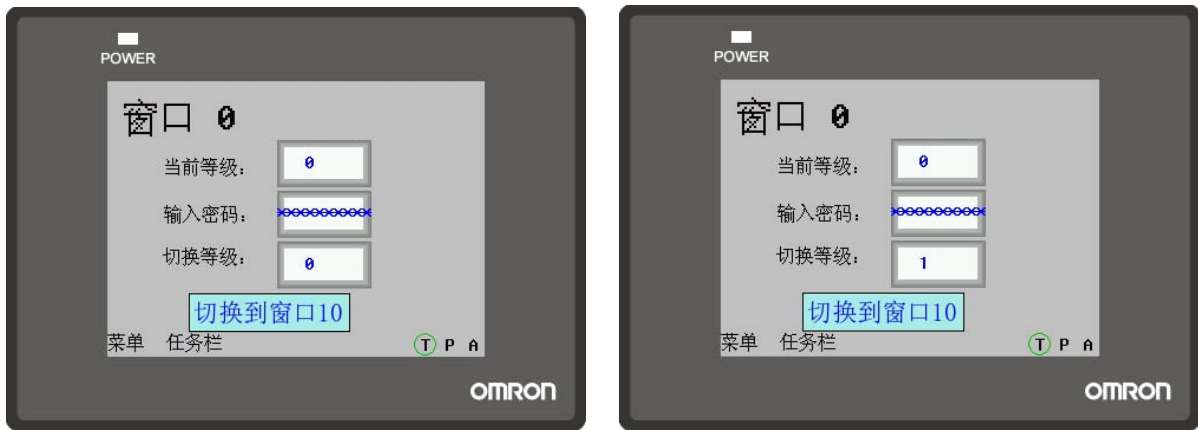 POWER
窗口 0
当前等级: 0
输入密码: ××××××××××
切换等级: 0
切换到窗口10
菜单 任务栏 T P A
OMRON
POWER
窗口 0
当前等级: 0
输入密码: ××××××××××
切换等级: 1
切换到窗口10
菜单 任务栏 T P A
OMRON